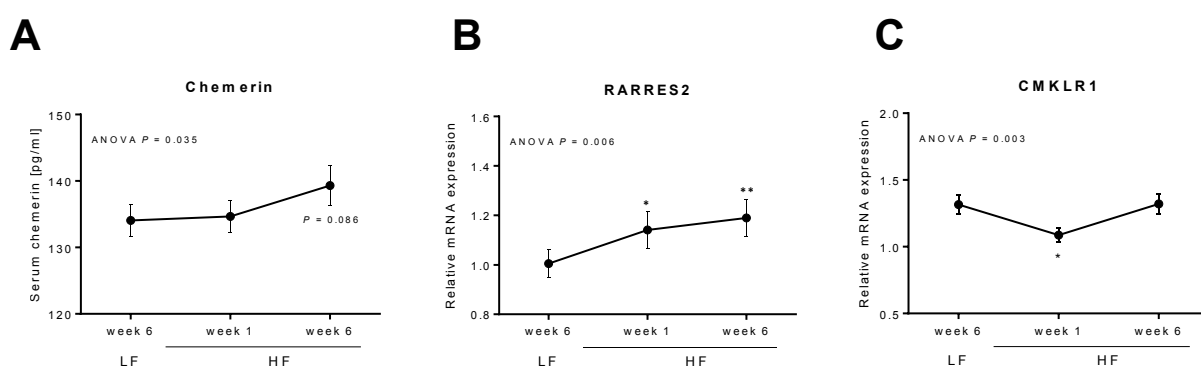 A
B
C
Chemerin
RARRES2
CMKLR1
Serum chemerin [pg/ml]
150
140
130
120
ANOVA P = 0.035
P = 0.086
week 6
week 1
week 6
LF
HF
Relative mRNA expression
1.6
1.4
1.2
1.0
0.8
ANOVA P = 0.006
*
**
week 6
week 1
week 6
LF
HF
Relative mRNA expression
2.0
1.5
1.0
0.5
ANOVA P = 0.003
*
week 6
week 1
week 6
LF
HF